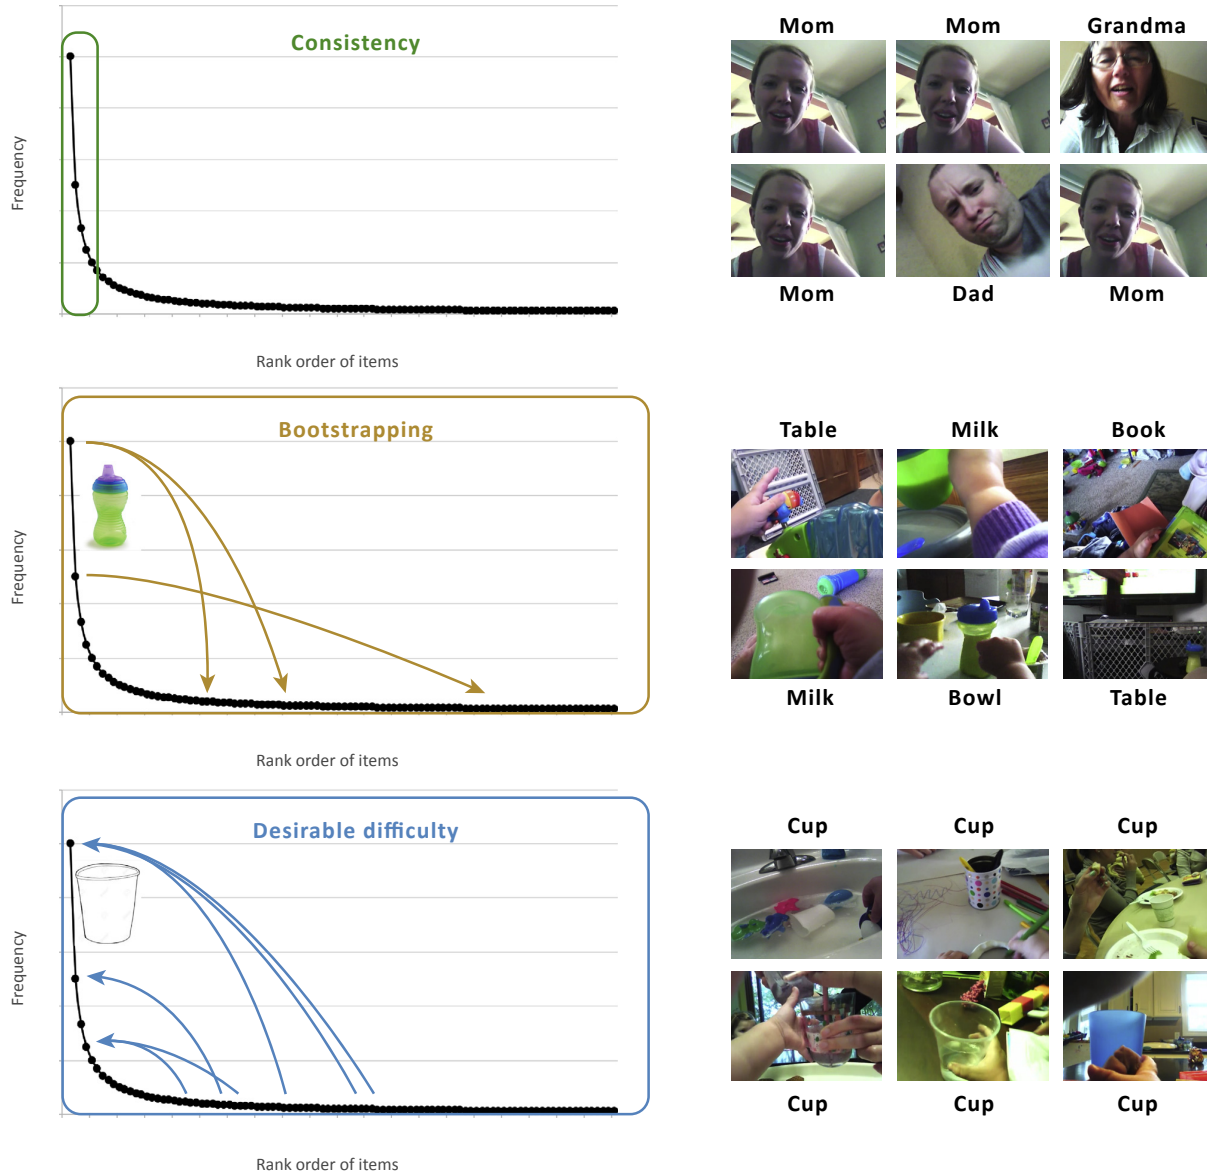 Consistency
Frequency
Rank order of items
Mom
Mom
Grandma
Mom
Dad
Mom
Bootstrapping
Frequency
Rank order of items
Table
Milk
Book
Milk
Bowl
Table
Desirable difficulty
Frequency
Rank order of items
Cup
Cup
Cup
Cup
Cup
Cup